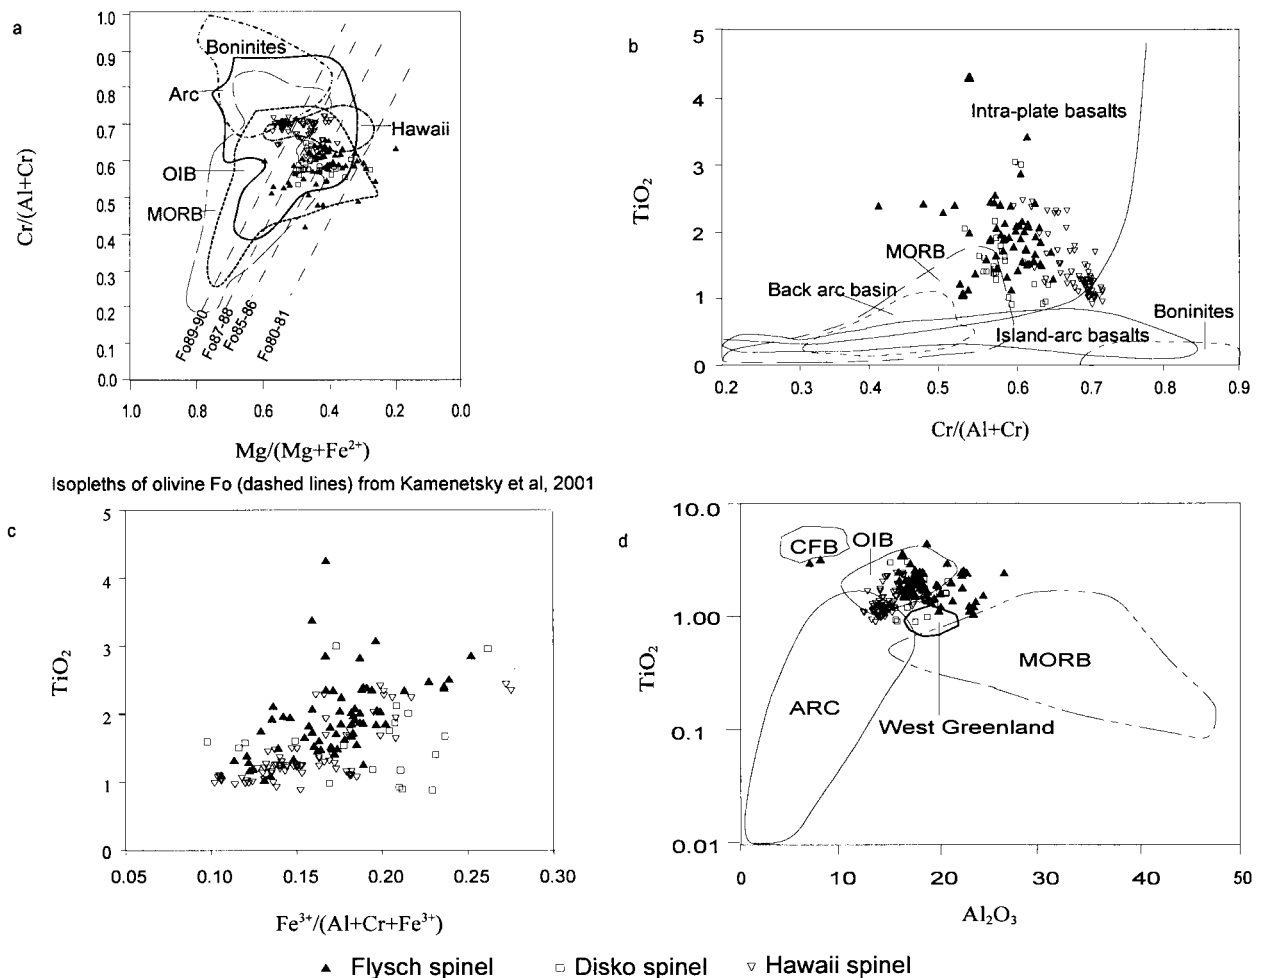 a
1.0
0.9
0.8
0.7
0.6
0.5
0.4
0.3
0.2
0.1
0.0
Cr/(Al+Cr)
Boninites
Arc
Hawaii
OIB
MORB
Fo89-90
Fo87-88
Fo85-86
Fo80-81
1.0 0.8 0.6 0.4 0.2 0.0
Mg/(Mg+Fe²⁺)
Isopleths of olivine Fo (dashed lines) from Kamenetsky et al, 2001
b
5
4
3
2
1
0
TiO₂
Intra-plate basalts
MORB
Back arc basin
Boninites
Island-arc basalts
0.2 0.3 0.4 0.5 0.6 0.7 0.8 0.9
Cr/(Al+Cr)
c
5
4
3
2
1
0
TiO₂
0.05 0.10 0.15 0.20 0.25 0.30
Fe³⁺/(Al+Cr+Fe³⁺)
d
10.0
1.00
0.1
0.01
TiO₂
CFB
OIB
MORB
ARC
West Greenland
0 10 20 30 40 50
Al₂O₃
Flysch spinel Disko spinel Hawaii spinel